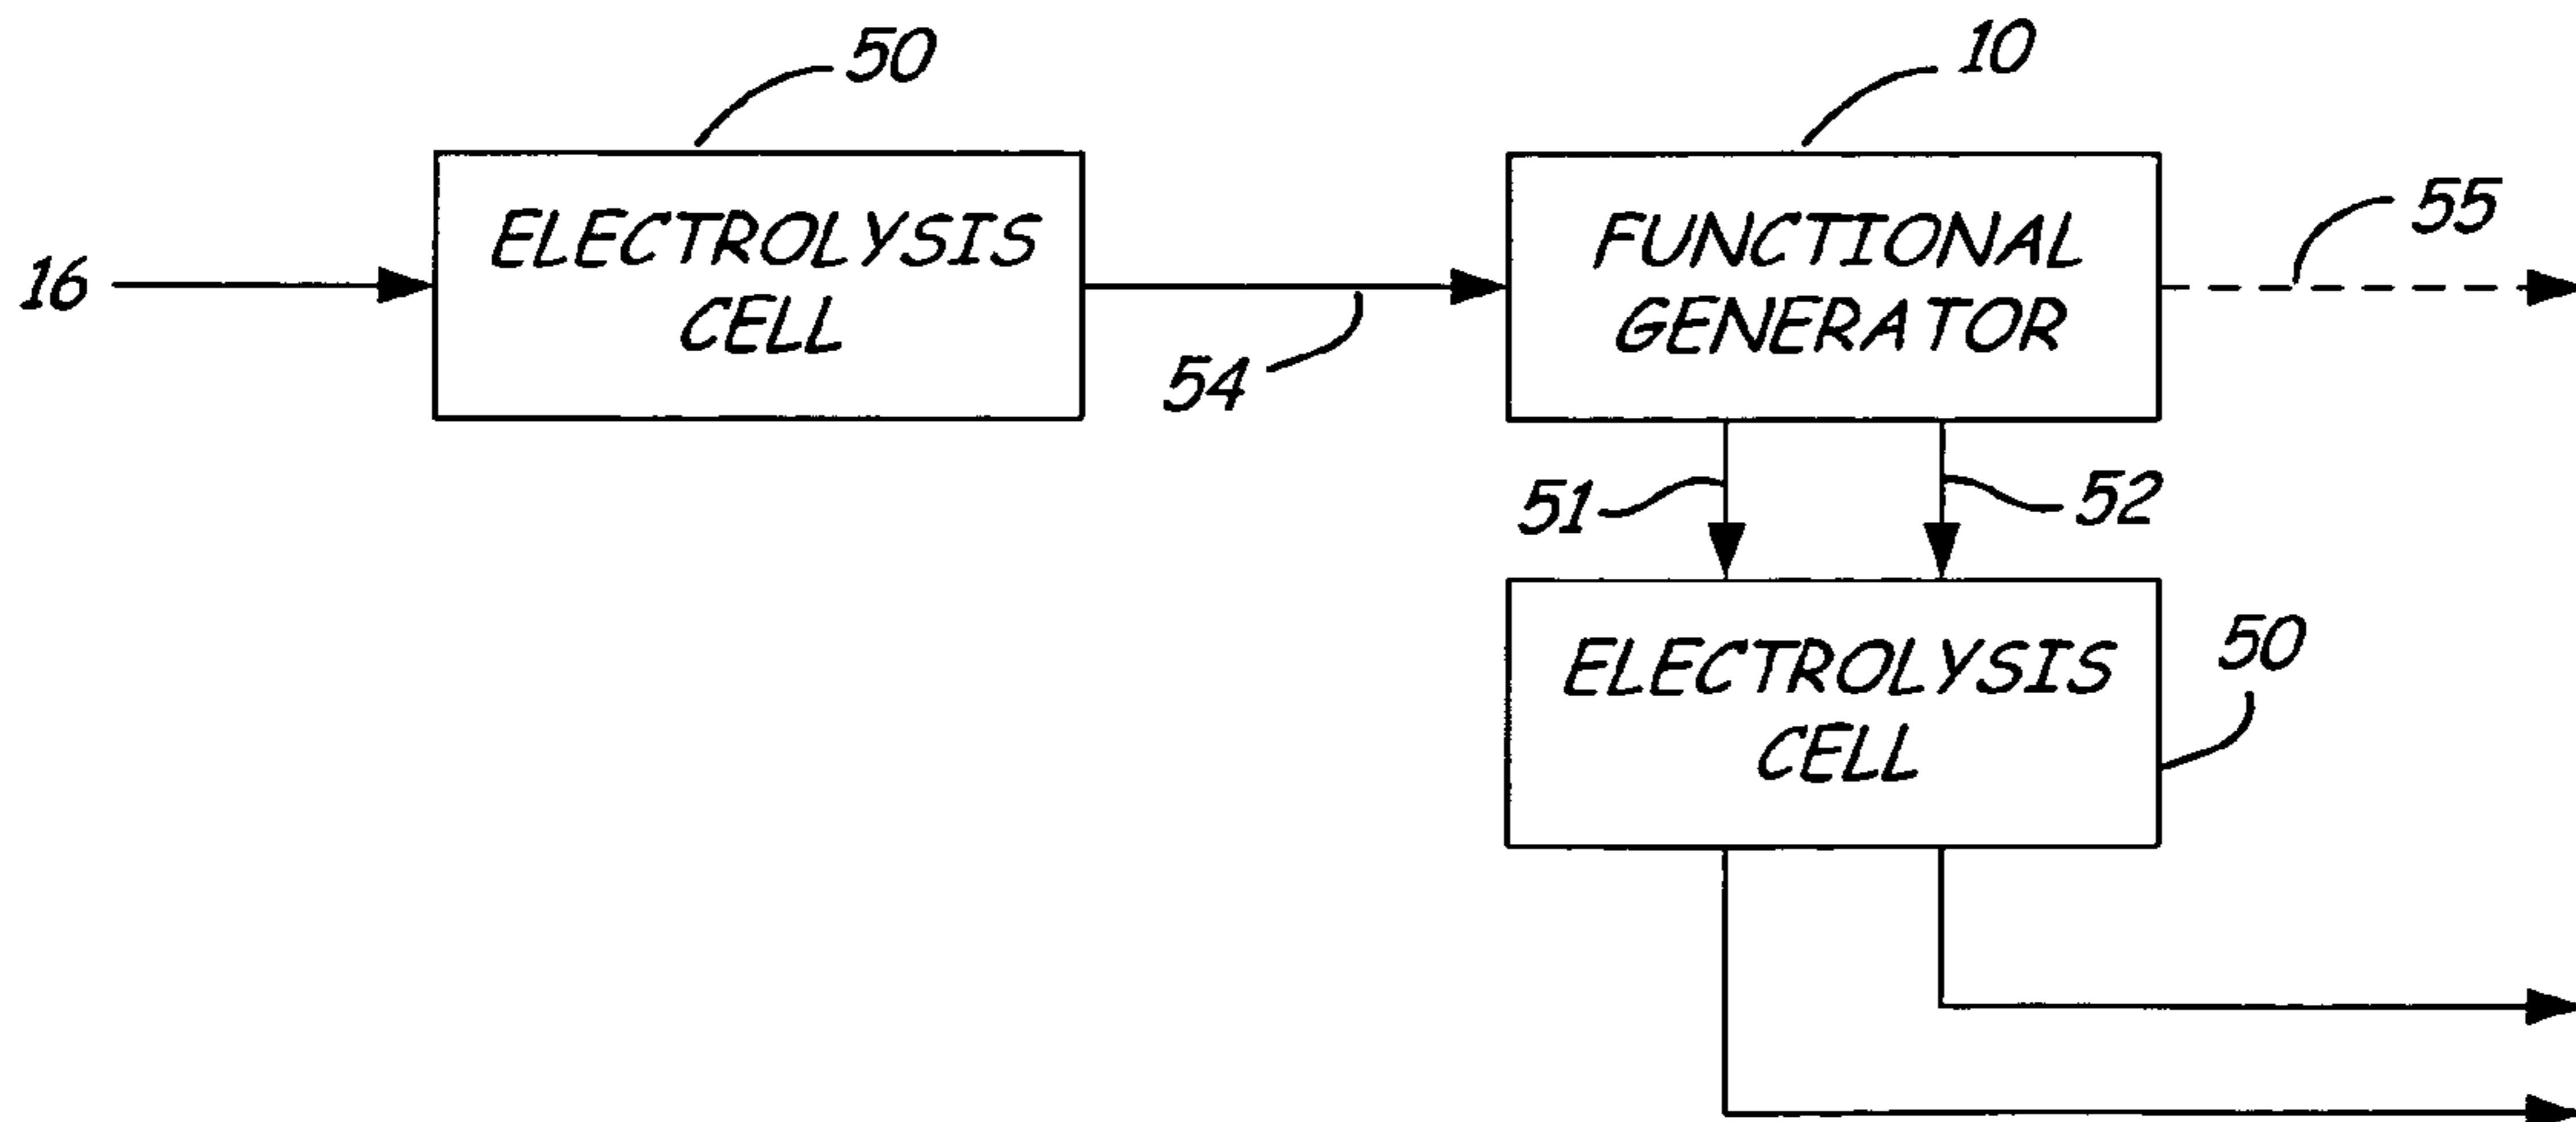 50
10
ELECTROLYSIS
CELL
FUNCTIONAL
GENERATOR
55
16
54
51
52
ELECTROLYSIS
CELL
50